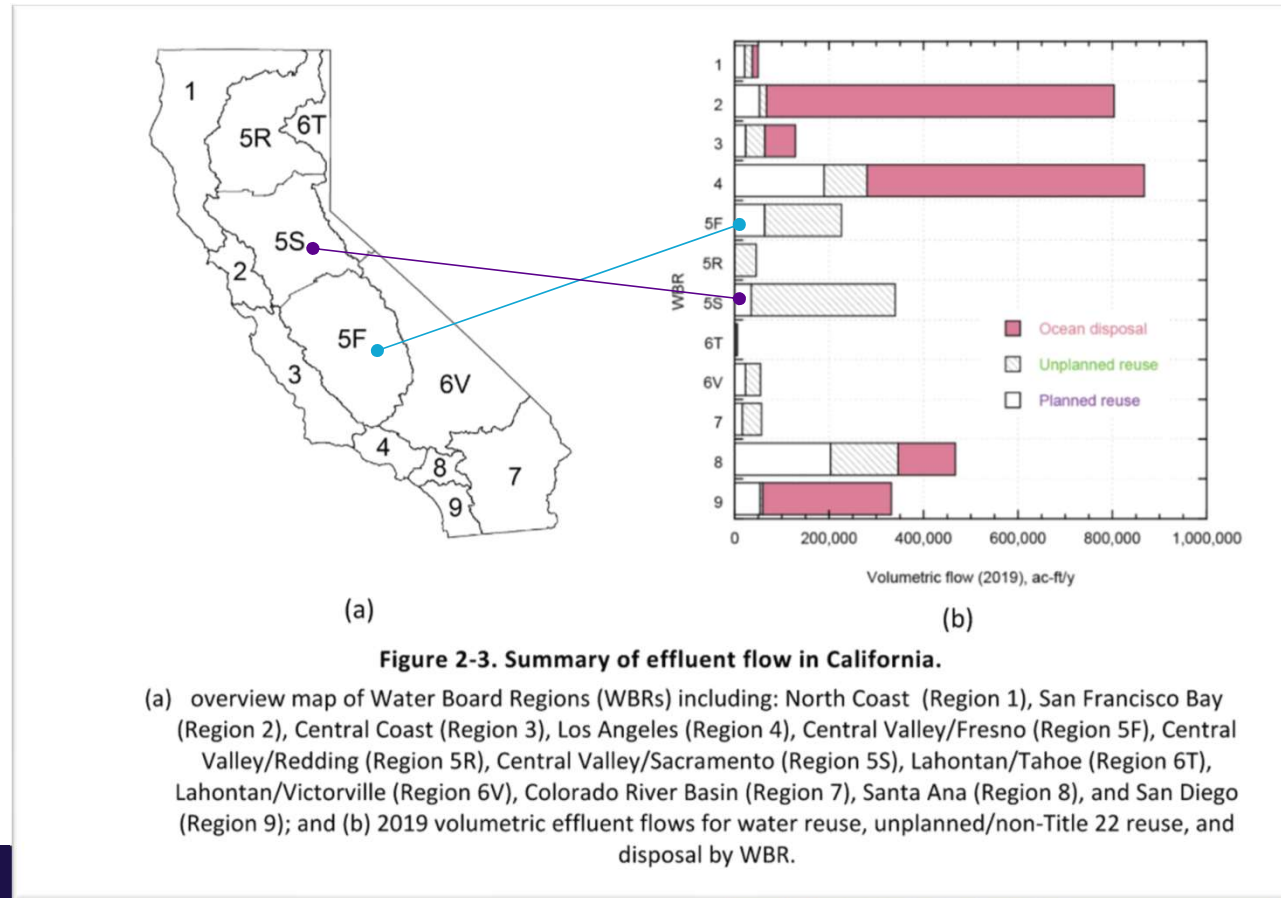 1
5R
6T
5S
2
5F
3
6V
4
8
7
9
(a)
1
2
3
4
5F
5R
5S
6T
6V
7
8
9
WBR
Ocean disposal
Unplanned reuse
Planned reuse
0 200,000 400,000 600,000 800,000 1,000,000
Volumetric flow (2019), ac-ft/y
(b)
Figure 2-3. Summary of effluent flow in California.
(a) overview map of Water Board Regions (WBRs) including: North Coast (Region 1), San Francisco Bay
(Region 2), Central Coast (Region 3), Los Angeles (Region 4), Central Valley/Fresno (Region 5F), Central
Valley/Redding (Region 5R), Central Valley/Sacramento (Region 5S), Lahontan/Tahoe (Region 6T),
Lahontan/Victorville (Region 6V), Colorado River Basin (Region 7), Santa Ana (Region 8), and San Diego
(Region 9); and (b) 2019 volumetric effluent flows for water reuse, unplanned/non-Title 22 reuse, and
disposal by WBR.